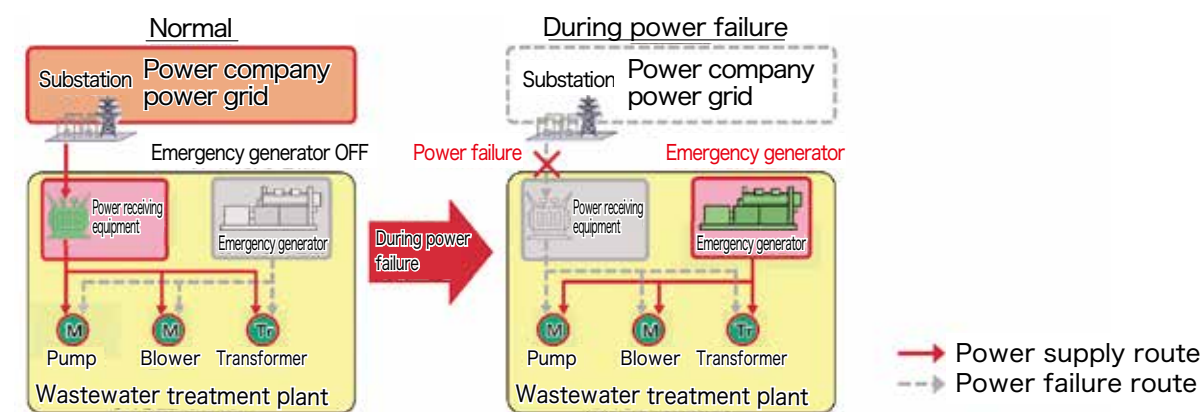 Normal
Substation
Power company
power grid
Emergency generator OFF
Power receiving
equipment
Emergency generator
M
M
Tr
Pump
Blower
Transformer
Wastewater treatment plant
During power
failure
During power failure
Substation
Power company
power grid
Power failure
Emergency generator
Power receiving
equipment
Emergency generator
M
M
Tr
Pump
Blower
Transformer
Wastewater treatment plant
Power supply route
Power failure route